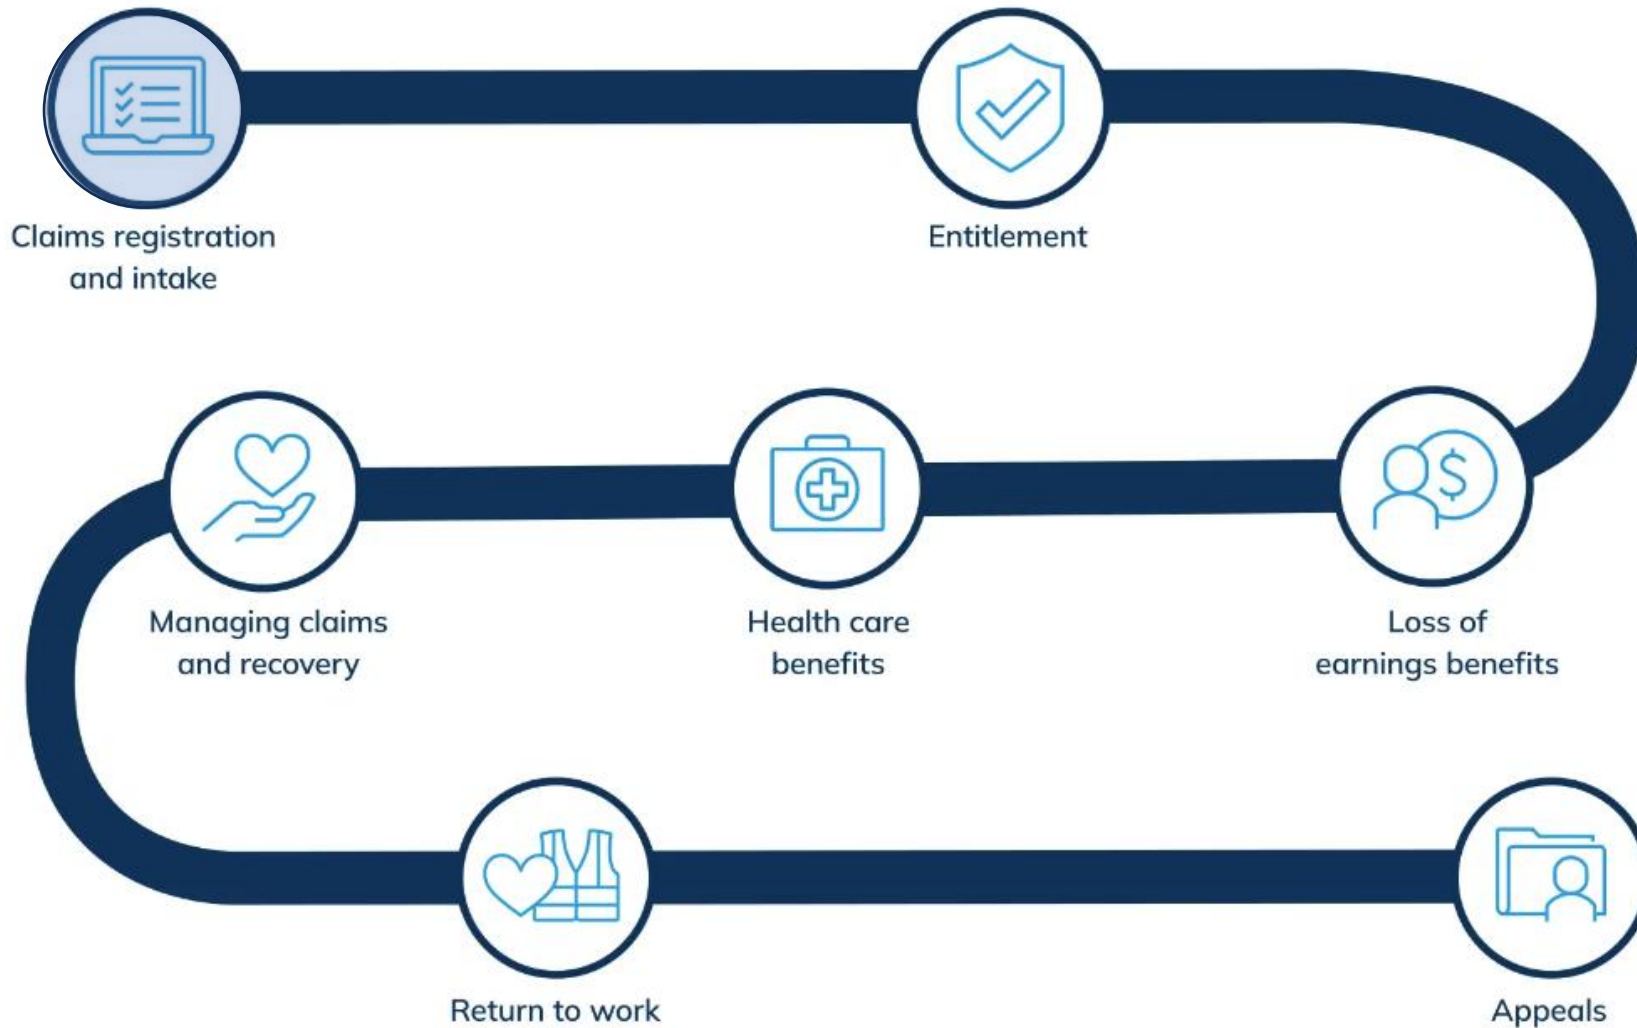 Claims registration
and intake
Entitlement
Managing claims
and recovery
Health care
benefits
Loss of
earnings benefits
Return to work
Appeals